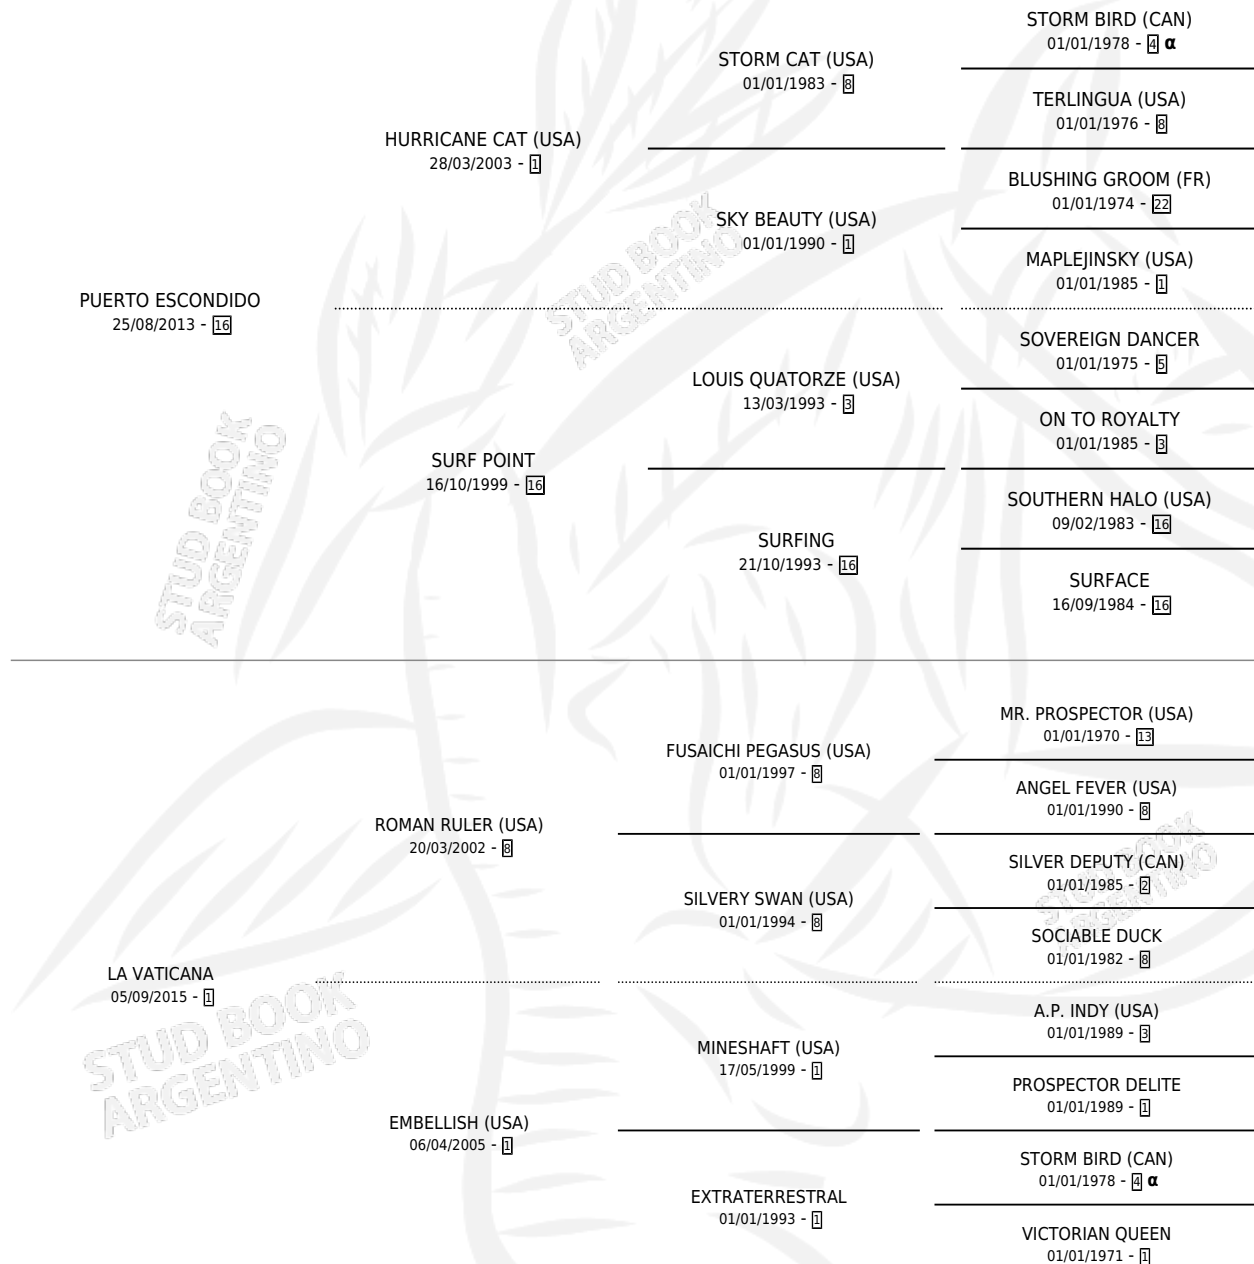 STORM BIRD (CAN)
01/01/1978 - 4 α
STORM CAT (USA)
01/01/1983 - 8
TERLINGUA (USA)
01/01/1976 - 8
HURRICANE CAT (USA)
28/03/2003 - 1
BLUSHING GROOM (FR)
01/01/1974 - 22
SKY BEAUTY (USA)
01/01/1990 - 1
MAPLEJINSKY (USA)
01/01/1985 - 1
PUERTO ESCONDIDO
25/08/2013 - 16
SOVEREIGN DANCER
01/01/1975 - 5
LOUIS QUATORZE (USA)
13/03/1993 - 3
ON TO ROYALTY
01/01/1985 - 3
SURF POINT
16/10/1999 - 16
SOUTHERN HALO (USA)
09/02/1983 - 16
SURFING
21/10/1993 - 16
SURFACE
16/09/1984 - 16
MR. PROSPECTOR (USA)
01/01/1970 - 13
FUSAICHI PEGASUS (USA)
01/01/1997 - 8
ANGEL FEVER (USA)
01/01/1990 - 8
ROMAN RULER (USA)
20/03/2002 - 8
SILVER DEPUTY (CAN)
01/01/1985 - 2
SILVERY SWAN (USA)
01/01/1994 - 8
SOCIABLE DUCK
01/01/1982 - 8
LA VATICANA
05/09/2015 - 1
A.P. INDY (USA)
01/01/1989 - 3
MINESHAFT (USA)
17/05/1999 - 1
PROSPECTOR DELITE
01/01/1989 - 1
EMBELLISH (USA)
06/04/2005 - 1
STORM BIRD (CAN)
01/01/1978 - 4 α
EXTRATERRESTRAL
01/01/1993 - 1
VICTORIAN QUEEN
01/01/1971 - 1
STUD BOOK
ARGENTINO
STUD BOOK
ARGENTINO
STUD BOOK
ARGENTINO
STUD BOOK
ARGENTINO